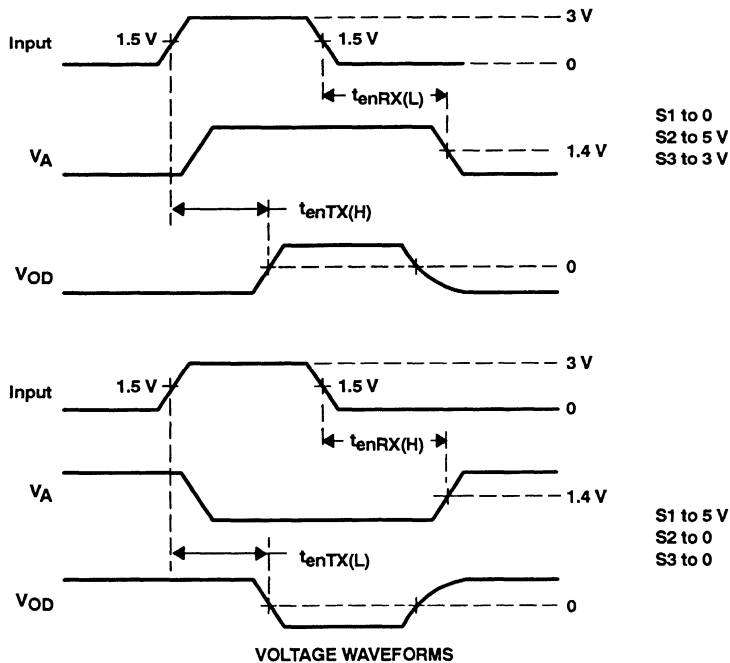 3 V
Input
1.5 V
1.5 V
0
tenRX(L)
S1 to 0
S2 to 5 V
S3 to 3 V
VA
1.4 V
tenTX(H)
VOD
0
3 V
Input
1.5 V
1.5 V
0
tenRX(H)
VA
1.4 V
S1 to 5 V
S2 to 0
S3 to 0
tenTX(L)
VOD
0
VOLTAGE WAVEFORMS